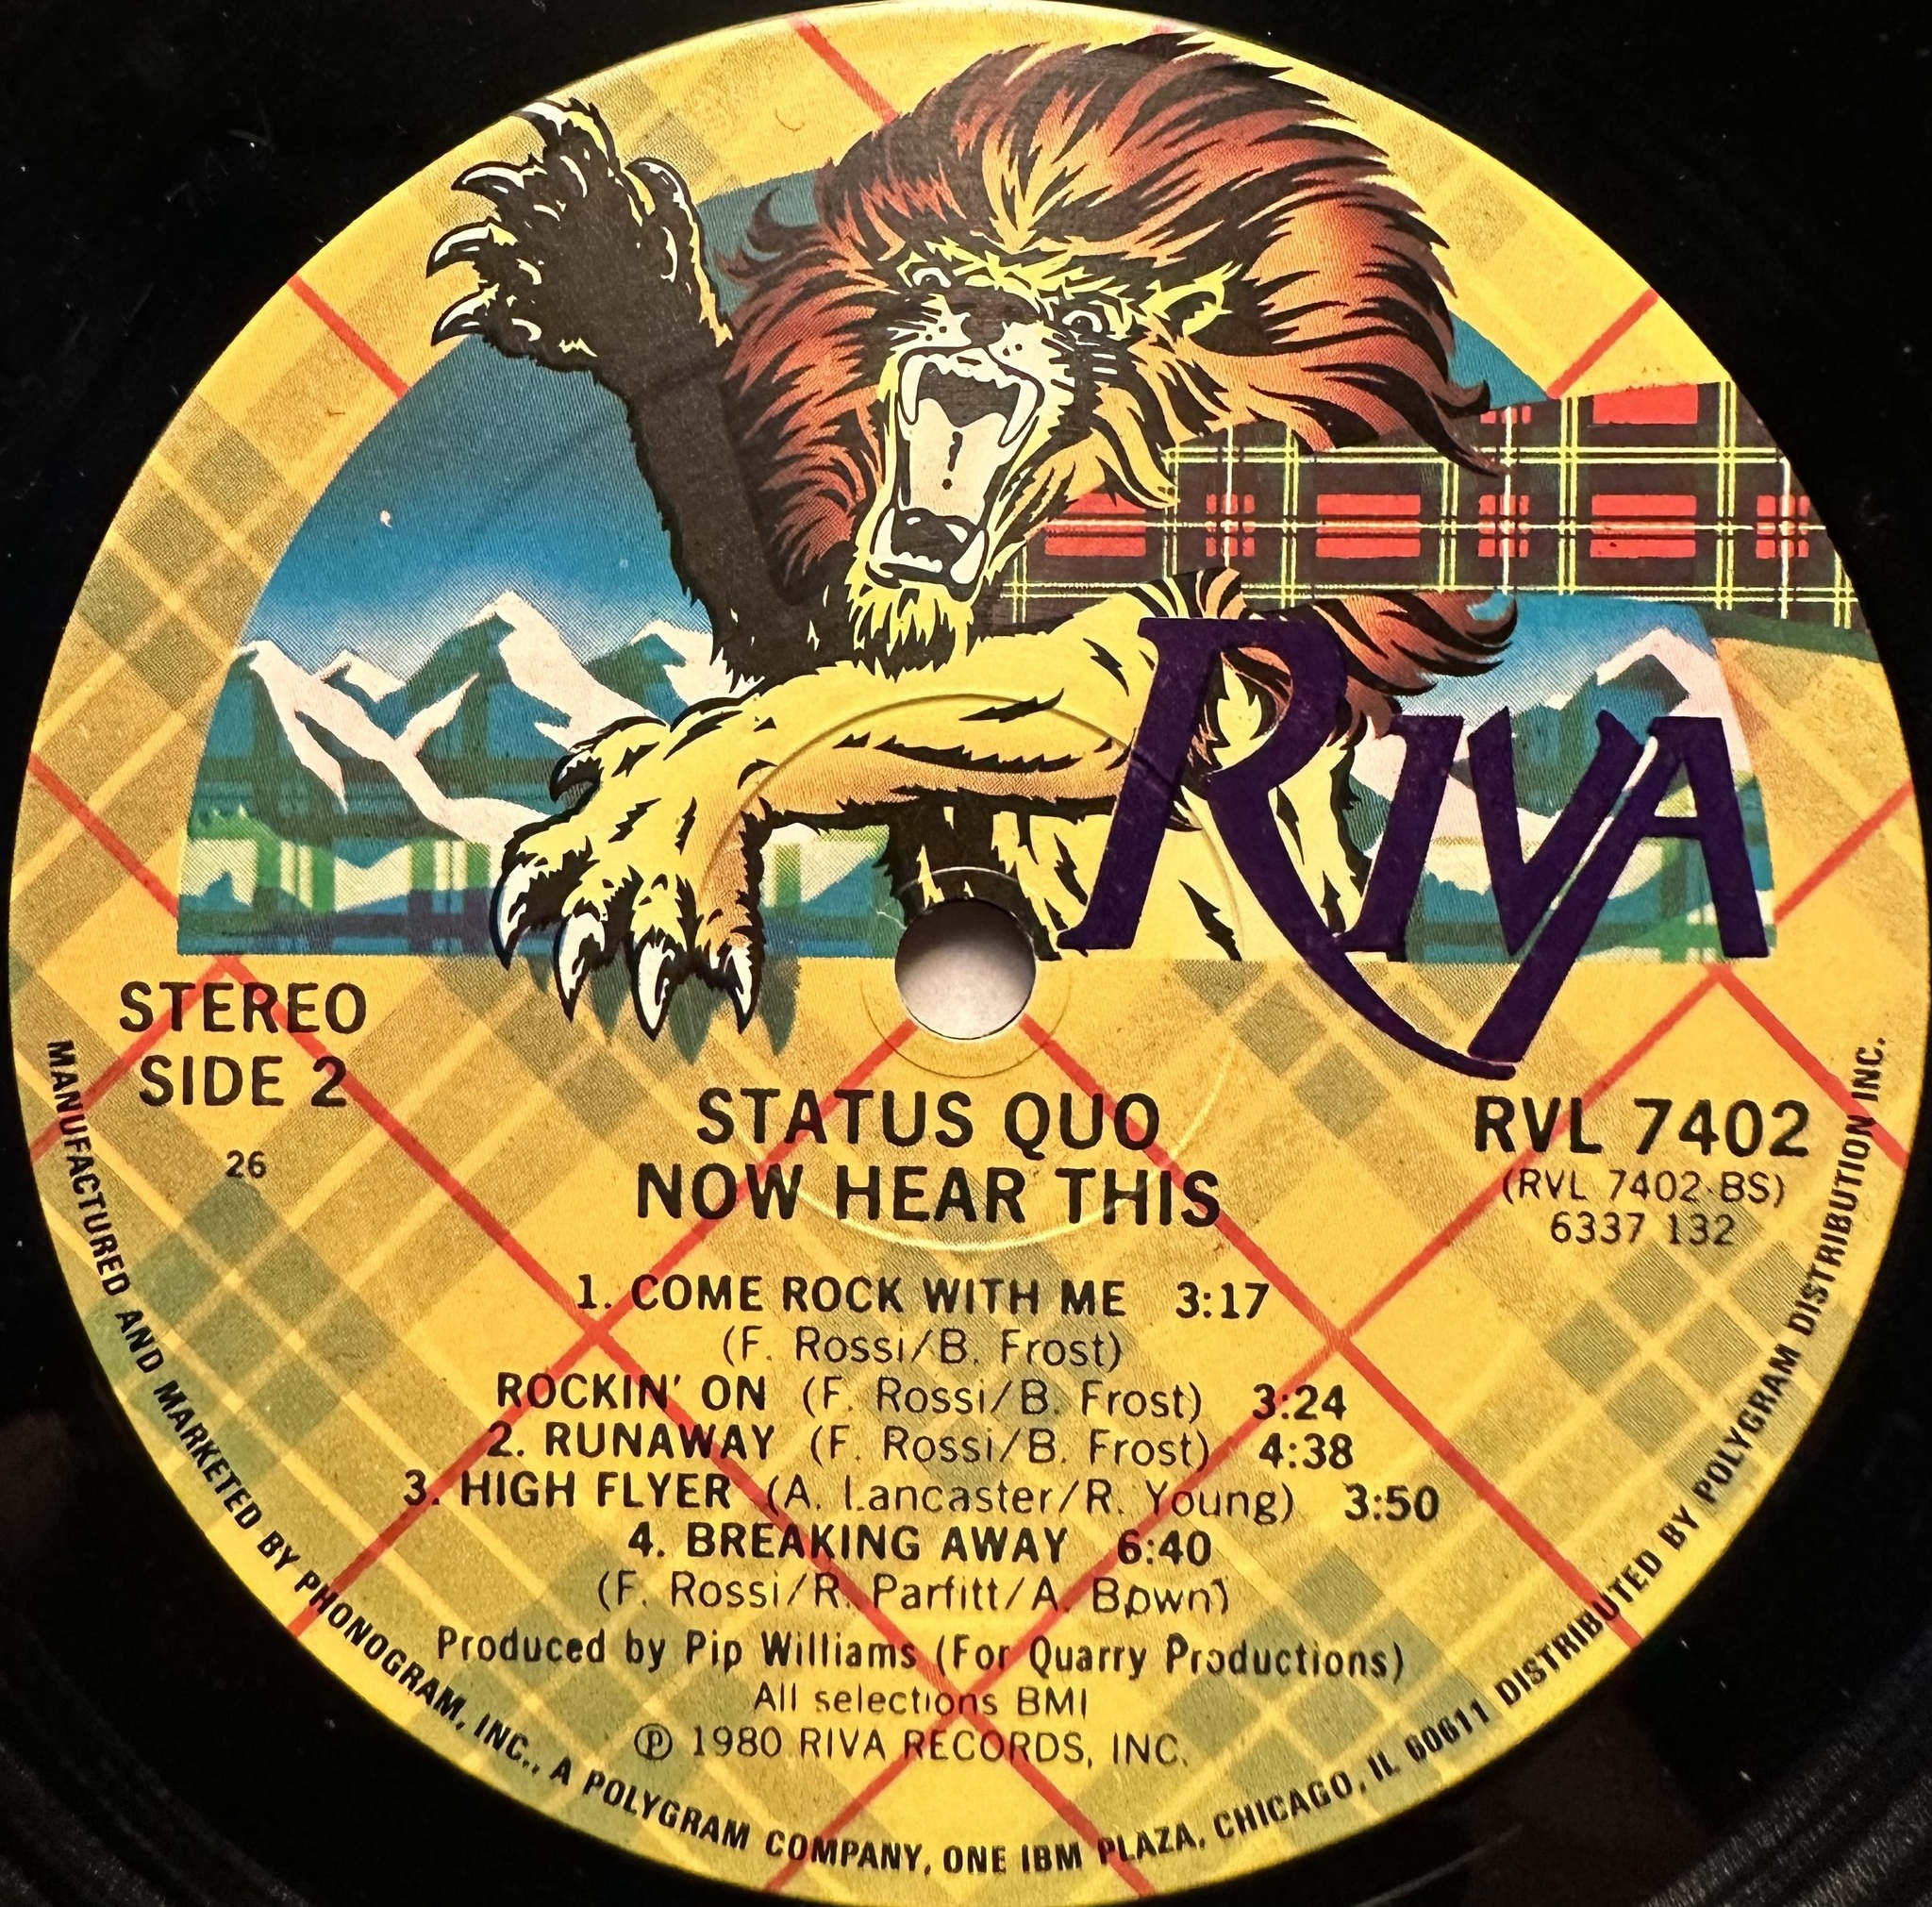 RIVA
STEREO
SIDE 2
26
STATUS QUO
NOW HEAR THIS
RVL 7402
(RVL 7402 BS)
6337 132
1. COME ROCK WITH ME 3:17
(F. Rossi/B. Frost)
ROCKIN' ON (F. Rossi/B. Frost) 3:24
2. RUNAWAY (F. Rossi/B. Frost) 4:38
3. HIGH FLYER (A. Lancaster/R. Young) 3:50
4. BREAKING AWAY 6:40
(F. Rossi/R. Parfitt/A. Bown)
Produced by Pip Williams (For Quarry Productions)
All selections BMI
℗ 1980 RIVA RECORDS, INC.
MANUFACTURED AND MARKETED BY PHONOGRAM, INC., A POLYGRAM COMPANY, ONE IBM PLAZA, CHICAGO, IL 60611 DISTRIBUTED BY POLYGRAM DISTRIBUTION INC.